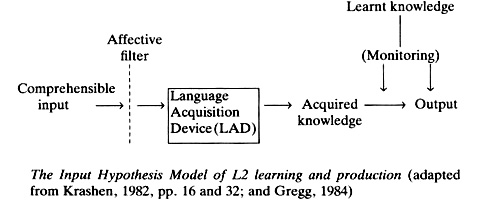 Learnt knowledge
Affective
filter
(Monitoring)
Comprehensible
input
Language
Acquisition
Device (LAD)
Acquired
knowledge
Output
The Input Hypothesis Model of L2 learning and production (adapted
from Krashen, 1982, pp. 16 and 32; and Gregg, 1984)